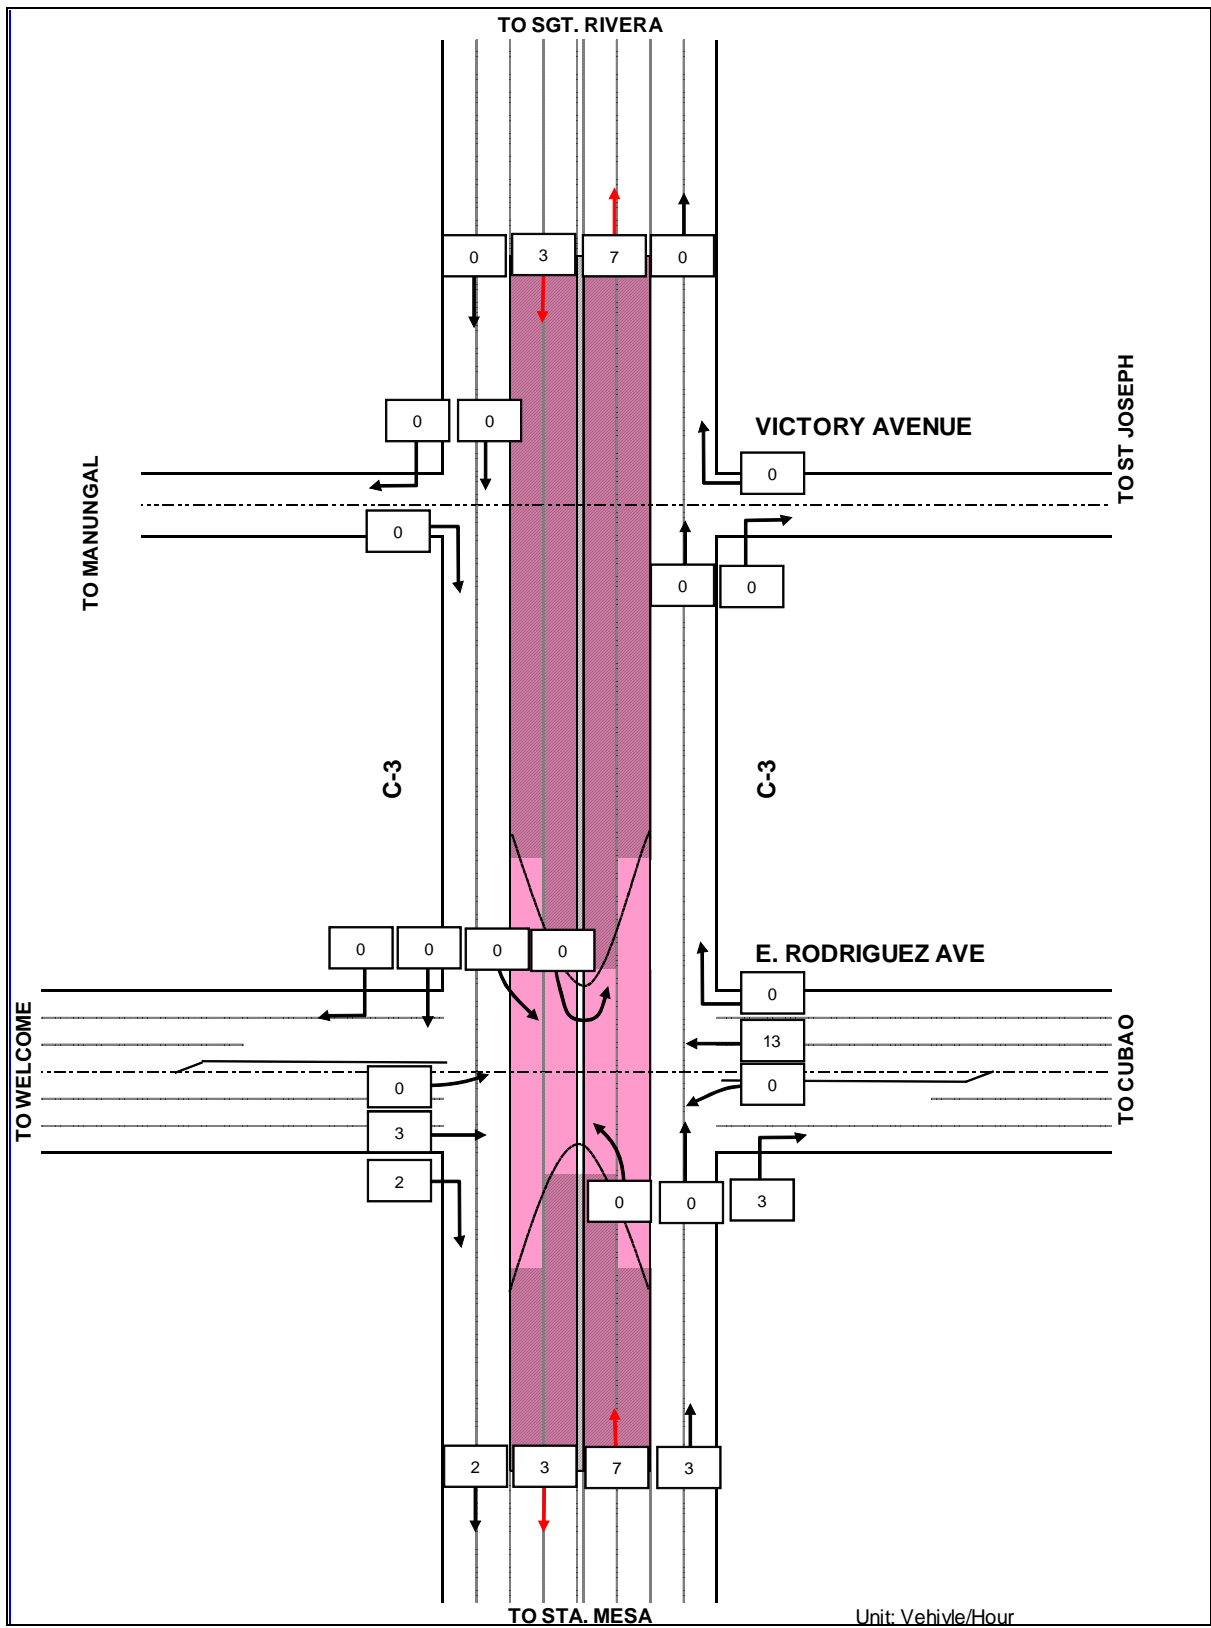 TO SGT. RIVERA
0 3 7 0
0 0
VICTORY AVENUE
TO ST JOSEPH
0
TO MANUNGAL
0
0 0
C-3
C-3
0 0 0 0
E. RODRIGUEZ AVE
0
TO WELCOME
13
TO CUBAO
0
0
3
2
0 0 3
2 3 7 3
TO STA. MESA
Unit: Vehivle/Hour